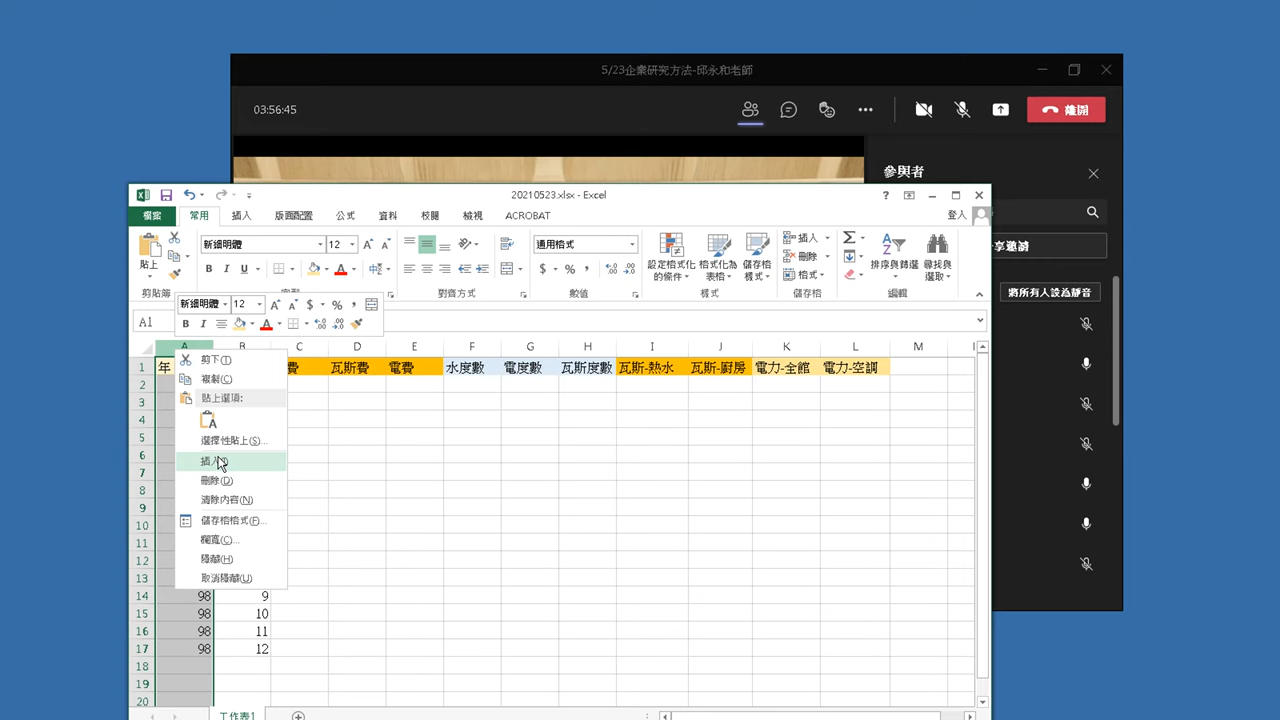 5/23企業研究方法-邱永和老師
03:56:45
離開
參與者
20210523.xlsx - Excel
檔案 常用 插入 版面配置 公式 資料 校閱 檢視 ACROBAT 登入
享邀請
貼上
新細明體 12
通用格式
設定格式化的條件
格式化為表格
儲存格樣式
插入
刪除
格式
排序與篩選
尋找與選取
剪貼簿 字型 對齊方式 數值 樣式 儲存格 編輯
將所有人設為靜音
新細明體 12
A1
A B C D E F G H I J K L M
1 年 費 瓦斯費 電費 水度數 電度數 瓦斯度數 瓦斯-熱水 瓦斯-廚房 電力-全館 電力-空調
剪下(T)
複製(C)
貼上選項:
選擇性貼上(S)...
插入(I)
刪除(D)
清除內容(N)
儲存格格式(F)...
欄寬(C)...
隱藏(H)
取消隱藏(U)
2
3
4
5
6
7
8
9
10
11
12
13
14 98 9
15 98 10
16 98 11
17 98 12
18
19
20
工作表1